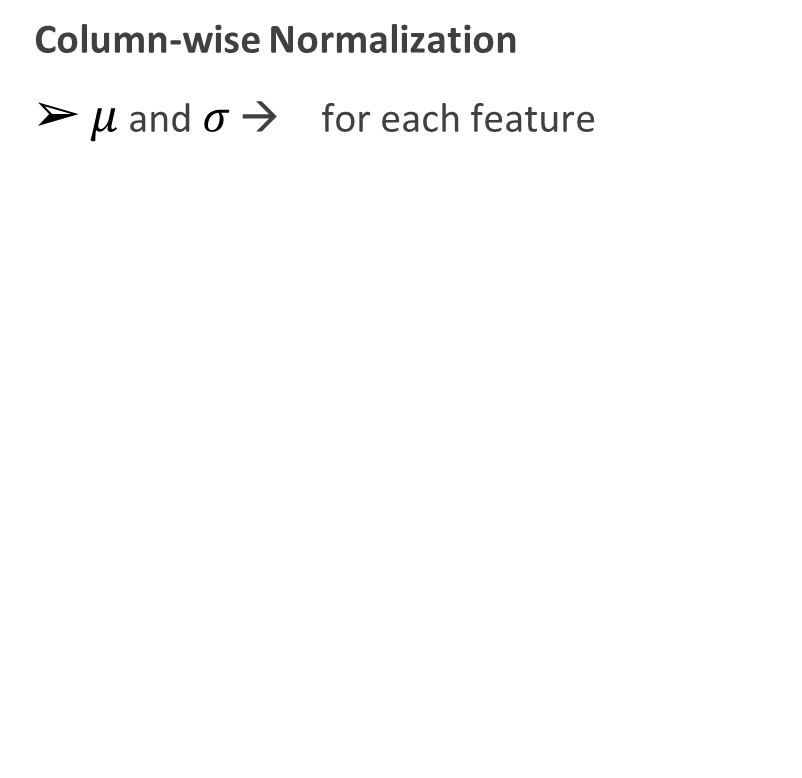 Column-wise Normalization
➢ μ and σ → for each feature